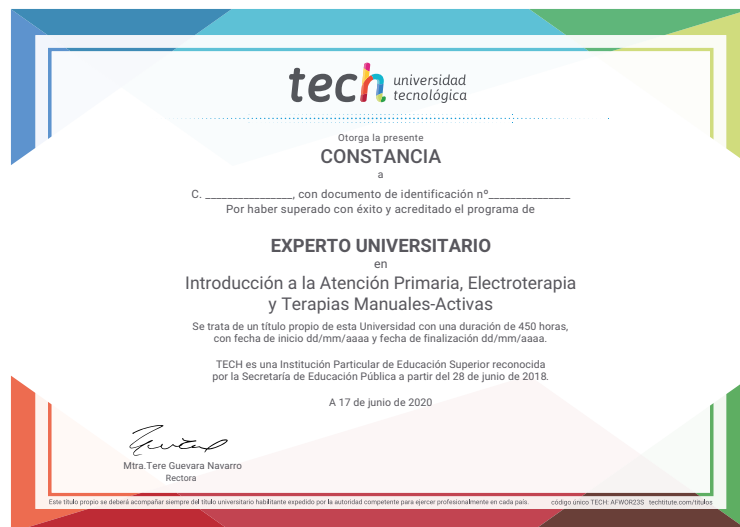 tech universidad
tecnológica
Otorga la presente
CONSTANCIA
a
C. ________________, con documento de identificación nº_______________
Por haber superado con éxito y acreditado el programa de
EXPERTO UNIVERSITARIO
en
Introducción a la Atención Primaria, Electroterapia
y Terapias Manuales-Activas
Se trata de un título propio de esta Universidad con una duración de 450 horas,
con fecha de inicio dd/mm/aaaa y fecha de finalización dd/mm/aaaa.
TECH es una Institución Particular de Educación Superior reconocida
por la Secretaría de Educación Pública a partir del 28 de junio de 2018.
A 17 de junio de 2020
Mtra.Tere Guevara Navarro
Rectora
Este título propio se deberá acompañar siempre del título universitario habilitante expedido por la autoridad competente para ejercer profesionalmente en cada país. código único TECH: AFWOR23S techtitute.com/títulos